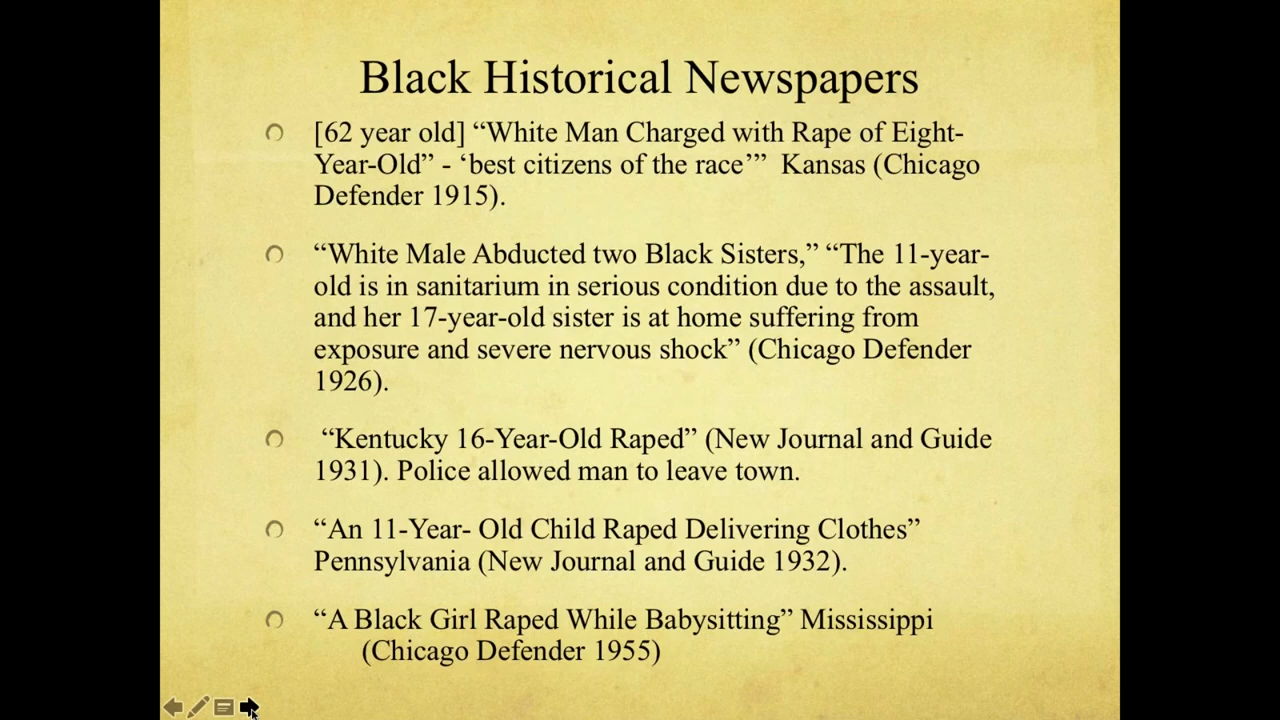 Black Historical Newspapers
[62 year old] “White Man Charged with Rape of Eight-
Year-Old” - ‘best citizens of the race’” Kansas (Chicago
Defender 1915).
“White Male Abducted two Black Sisters,” “The 11-year-
old is in sanitarium in serious condition due to the assault,
and her 17-year-old sister is at home suffering from
exposure and severe nervous shock” (Chicago Defender
1926).
“Kentucky 16-Year-Old Raped” (New Journal and Guide
1931). Police allowed man to leave town.
“An 11-Year- Old Child Raped Delivering Clothes”
Pennsylvania (New Journal and Guide 1932).
“A Black Girl Raped While Babysitting” Mississippi
(Chicago Defender 1955)